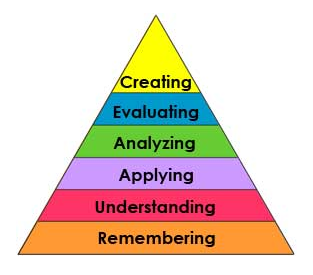 Creating
Evaluating
Analyzing
Applying
Understanding
Remembering